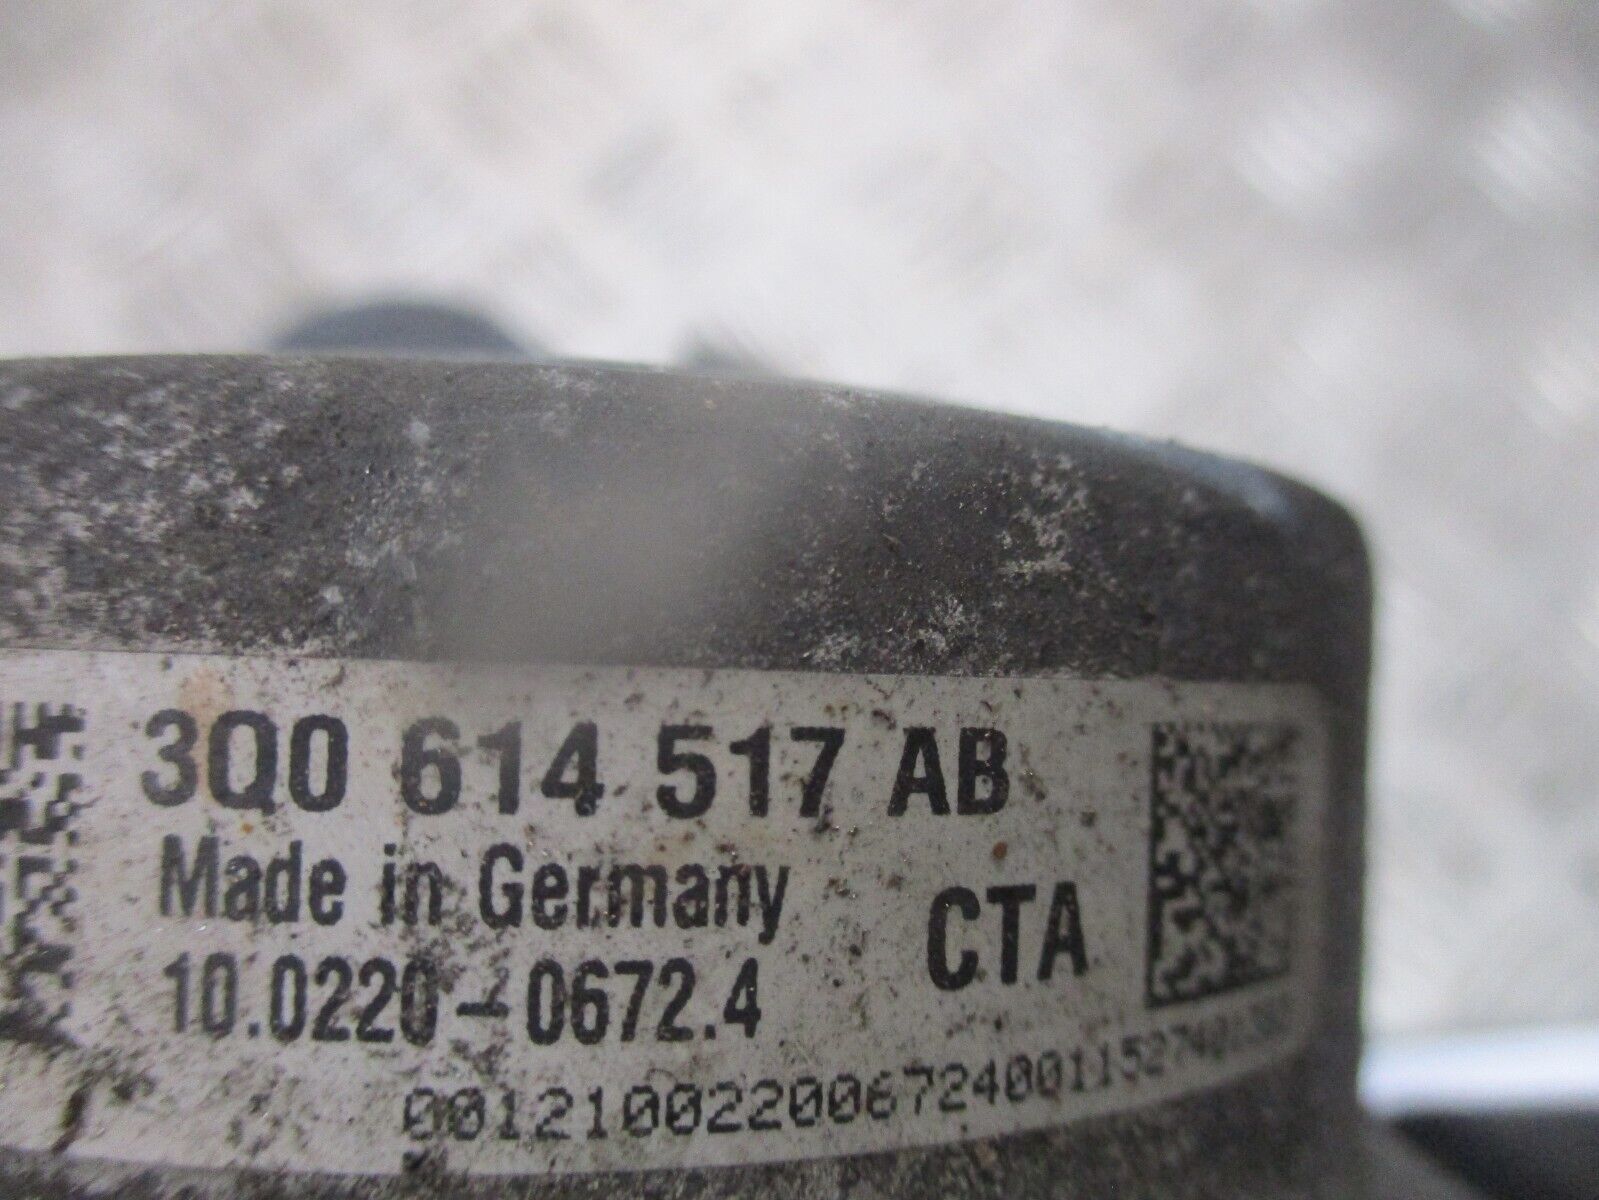 3Q0 614 517 AB
Made in Germany
CTA
10.0220-0672.4